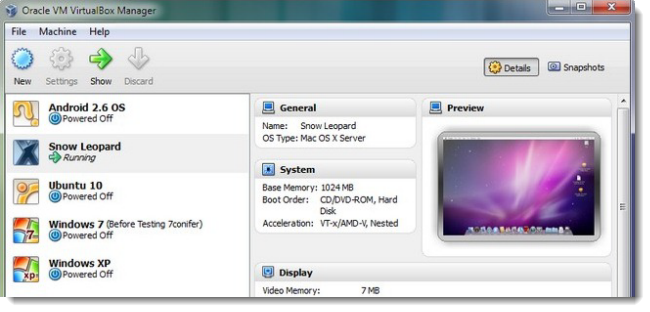 Oracle VM VirtualBox Manager
File Machine Help
New Settings Show Discard
Details Snapshots
Android 2.6 OS
Powered Off
Snow Leopard
Running
Ubuntu 10
Powered Off
Windows 7 (Before Testing 7conifer)
Powered Off
Windows XP
Powered Off
General
Name: Snow Leopard
OS Type: Mac OS X Server
System
Base Memory: 1024 MB
Boot Order: CD/DVD-ROM, Hard
Disk
Acceleration: VT-x/AMD-V, Nested
Display
Video Memory: 7 MB
Preview